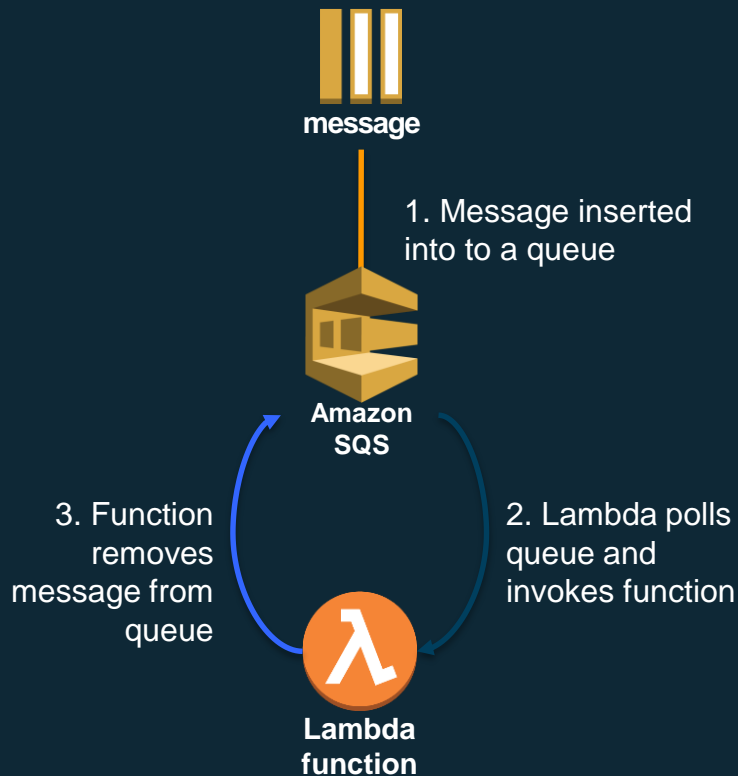 message
1. Message inserted
into to a queue
Amazon
SQS
3. Function
removes
message from
queue
2. Lambda polls
queue and
invokes function
λ
Lambda
function